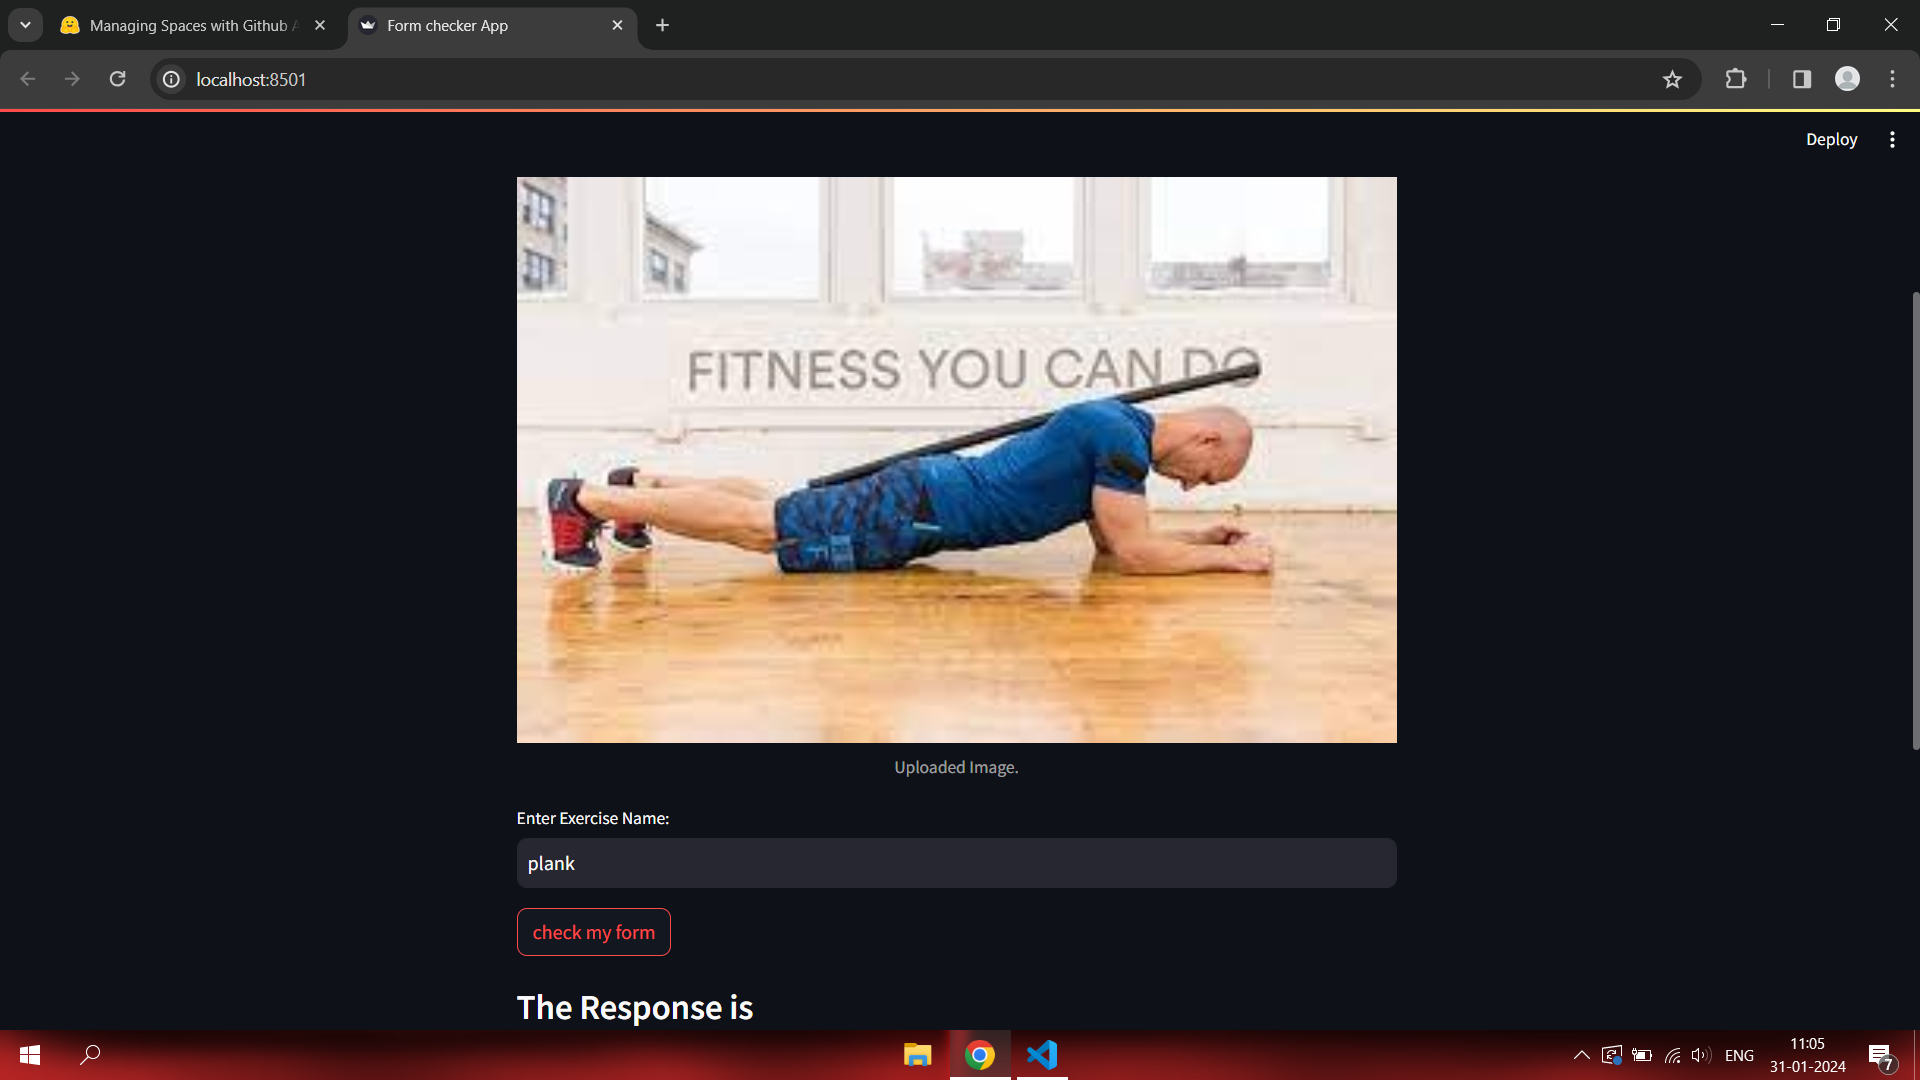 Managing Spaces with Github A
Form checker App
localhost:8501
Deploy
FITNESS YOU CAN DO
Uploaded Image.
Enter Exercise Name:
plank
check my form
The Response is
ENG
11:05
31-01-2024
7